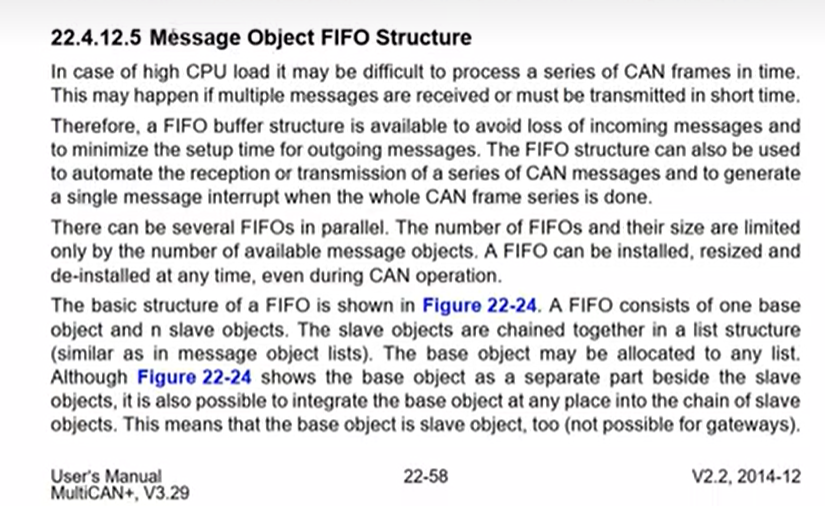 22.4.12.5 Message Object FIFO Structure
In case of high CPU load it may be difficult to process a series of CAN frames in time.
This may happen if multiple messages are received or must be transmitted in short time.
Therefore, a FIFO buffer structure is available to avoid loss of incoming messages and
to minimize the setup time for outgoing messages. The FIFO structure can also be used
to automate the reception or transmission of a series of CAN messages and to generate
a single message interrupt when the whole CAN frame series is done.
There can be several FIFOs in parallel. The number of FIFOs and their size are limited
only by the number of available message objects. A FIFO can be installed, resized and
de-installed at any time, even during CAN operation.
The basic structure of a FIFO is shown in Figure 22-24. A FIFO consists of one base
object and n slave objects. The slave objects are chained together in a list structure
(similar as in message object lists). The base object may be allocated to any list.
Although Figure 22-24 shows the base object as a separate part beside the slave
objects, it is also possible to integrate the base object at any place into the chain of slave
objects. This means that the base object is slave object, too (not possible for gateways).
User's Manual 22-58 V2.2, 2014-12
MultiCAN+, V3.29